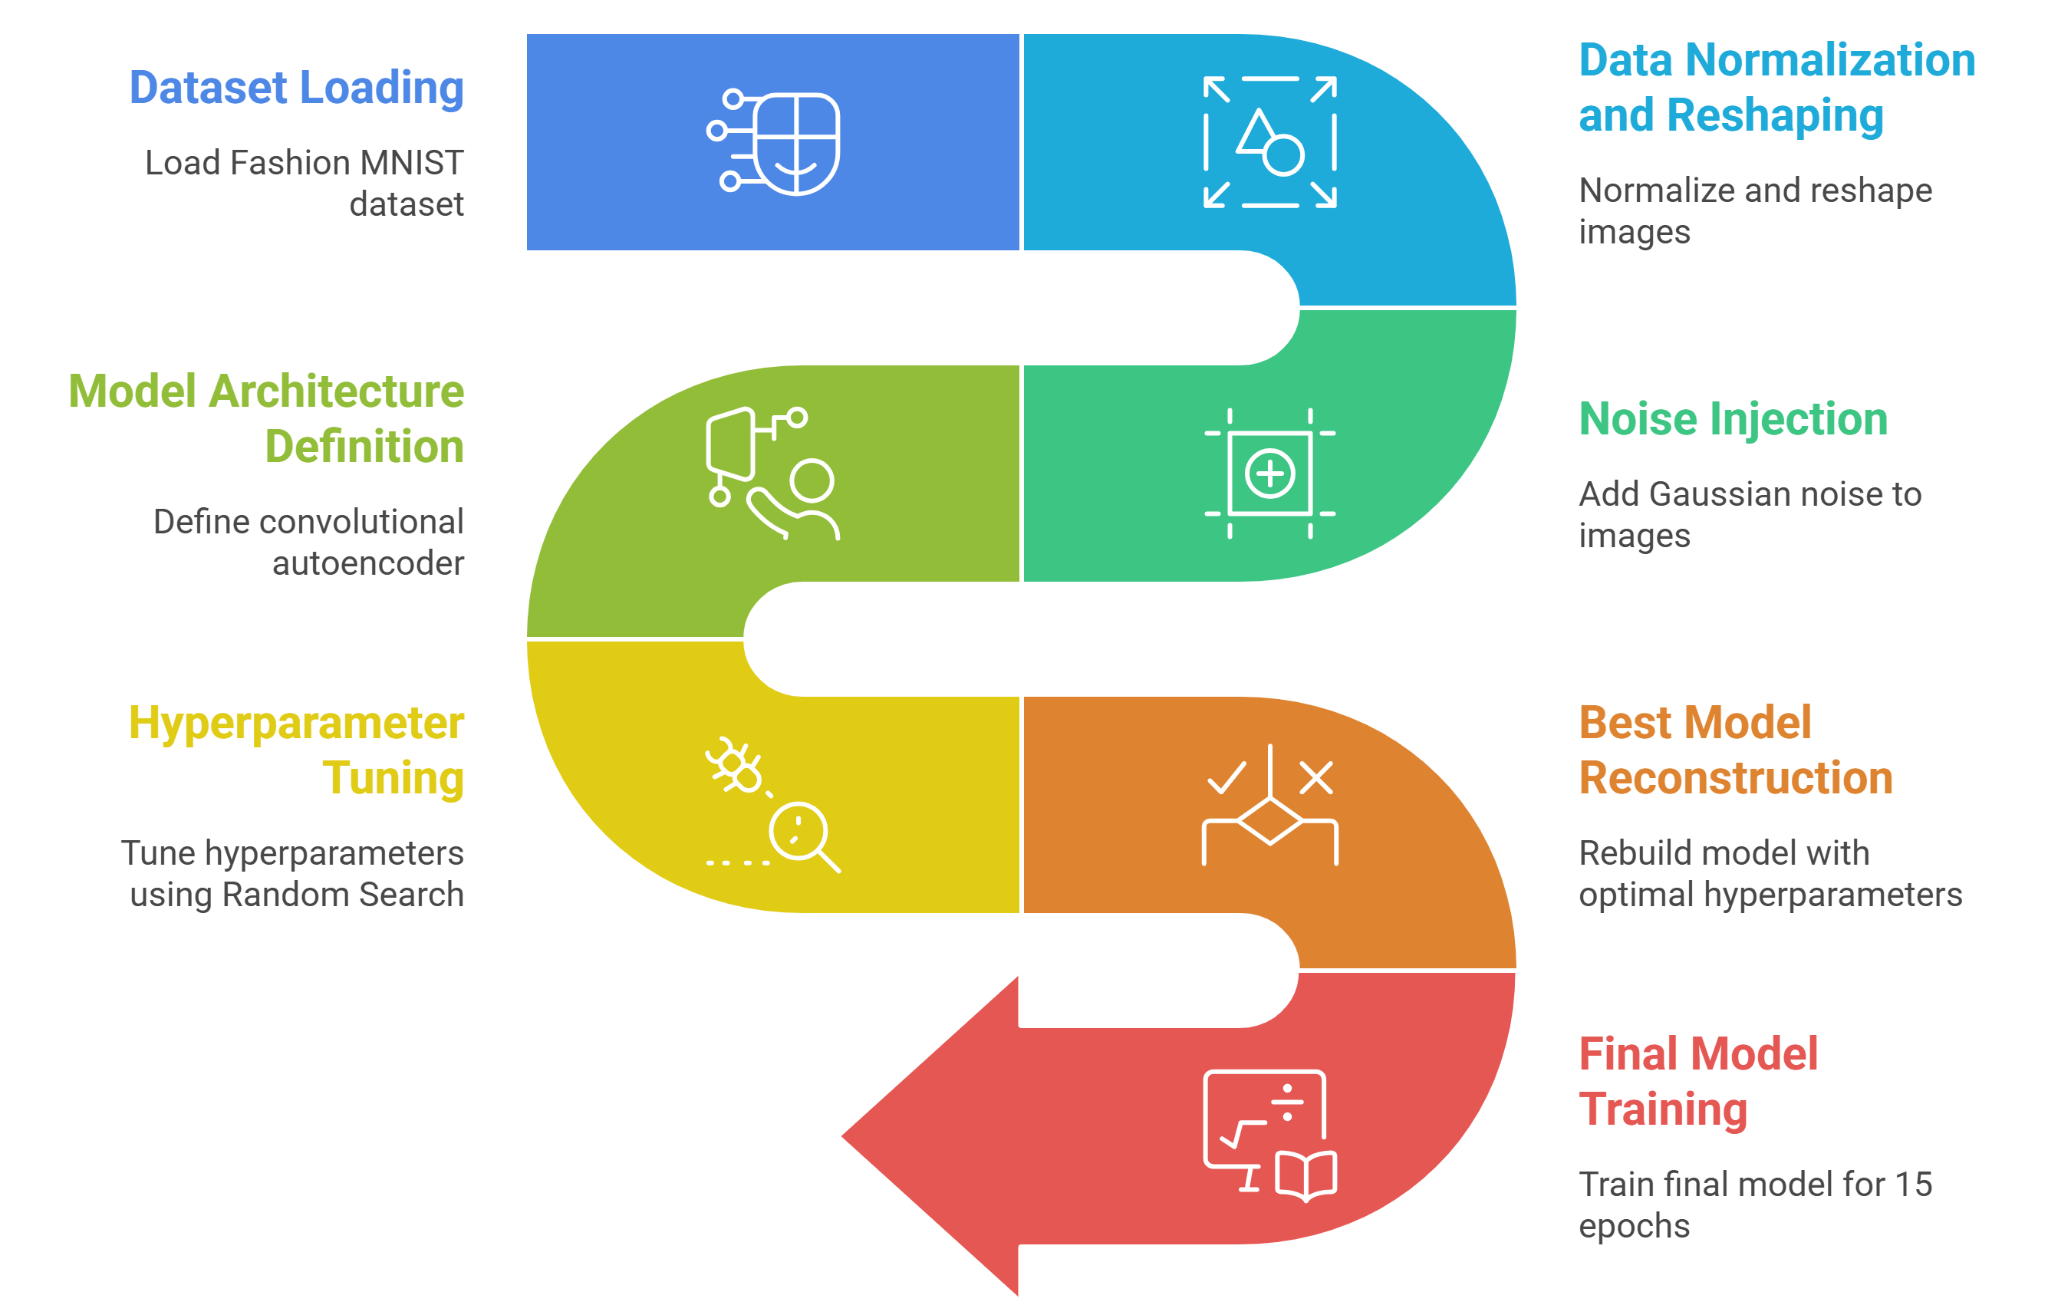 Dataset Loading
Load Fashion MNIST
dataset
Data Normalization
and Reshaping
Normalize and reshape
images
Noise Injection
Add Gaussian noise to
images
Model Architecture
Definition
Define convolutional
autoencoder
Hyperparameter
Tuning
Tune hyperparameters
using Random Search
Best Model
Reconstruction
Rebuild model with
optimal hyperparameters
Final Model
Training
Train final model for 15
epochs